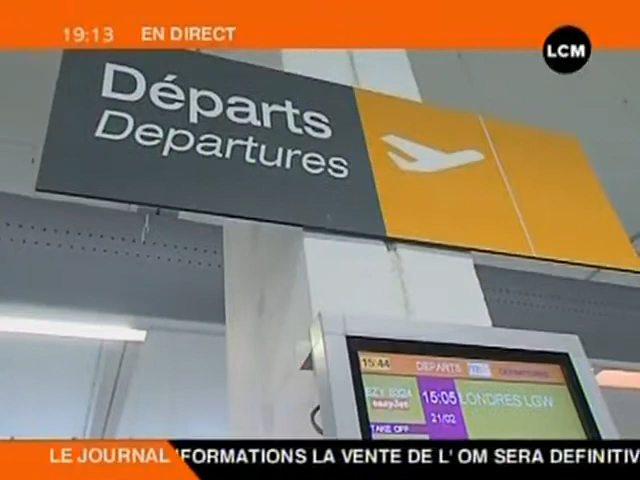 19:13 EN DIRECT
LCM
Départs
Departures
15:44 DEPARTS
EZY 8324 15:05 LONDRES LGW
easyJet 21/02
TAKE OFF
LE JOURNAL FORMATIONS LA VENTE DE L' OM SERA DEFINITIV